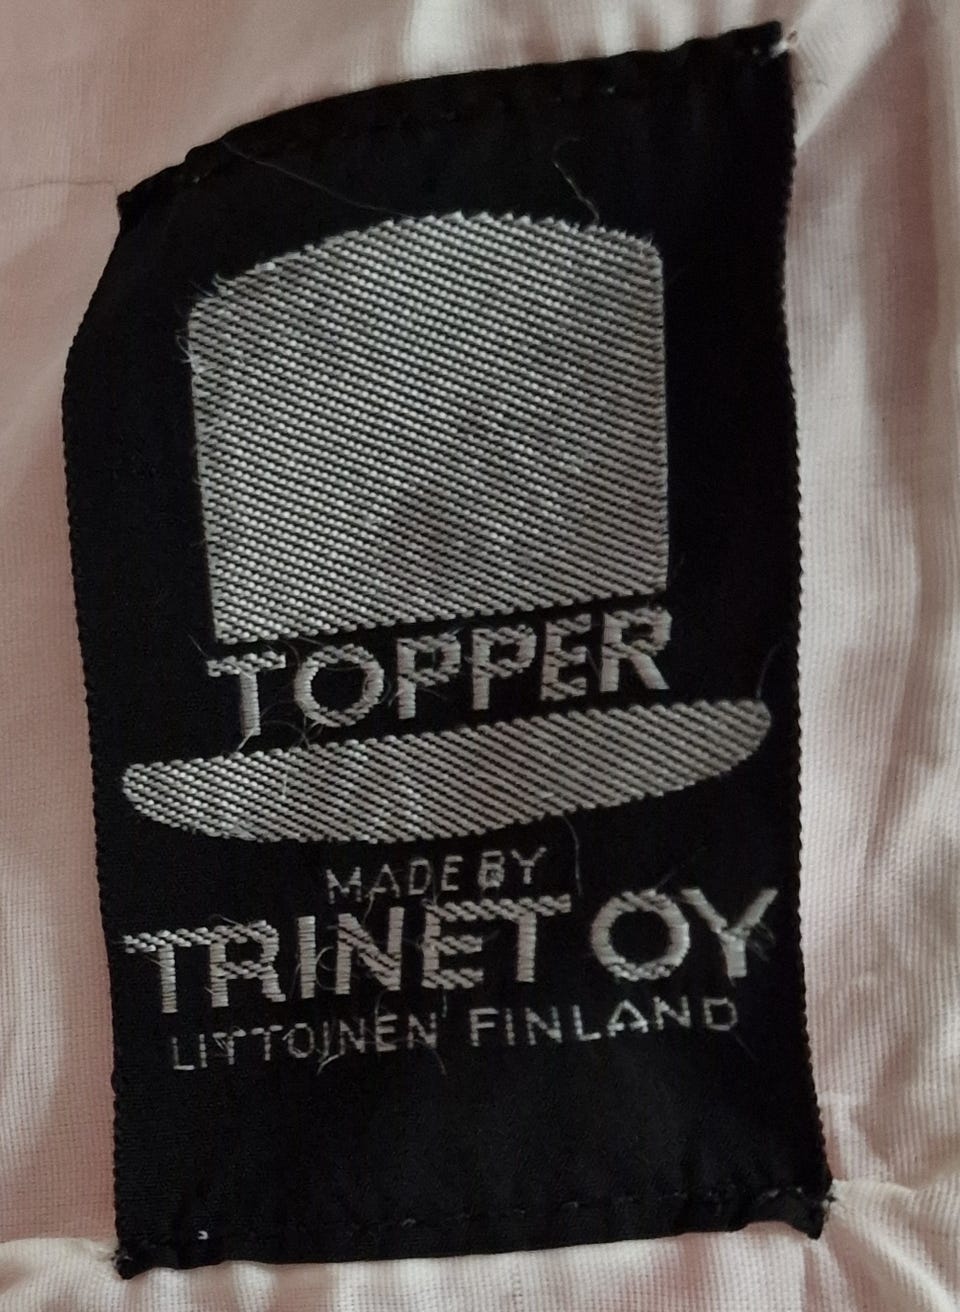 TOPPER
MADE BY
TRINET OY
LITTOINEN FINLAND